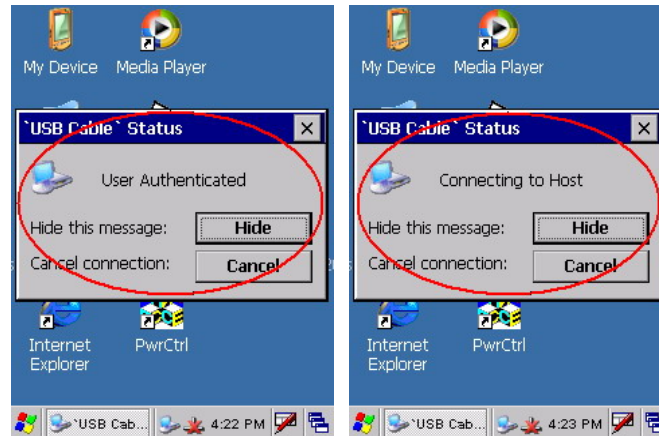 My Device Media Player
`USB Cable` Status
User Authenticated
Hide this message: Hide
Cancel connection: Cancel
Internet Explorer
PwrCtrl
`USB Cab... 4:22 PM
My Device Media Player
`USB Cable` Status
Connecting to Host
Hide this message: Hide
Cancel connection: Cancel
Internet Explorer
PwrCtrl
`USB Cab... 4:23 PM